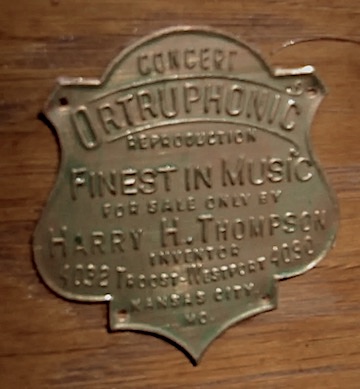 CONCERT
ORTRUPHONIC
REPRODUCTION
FINEST IN MUSIC
FOR SALE ONLY BY
HARRY H. THOMPSON
INVENTOR
4032 TROOST-WESTPORT 4090
KANSAS CITY,
MO.